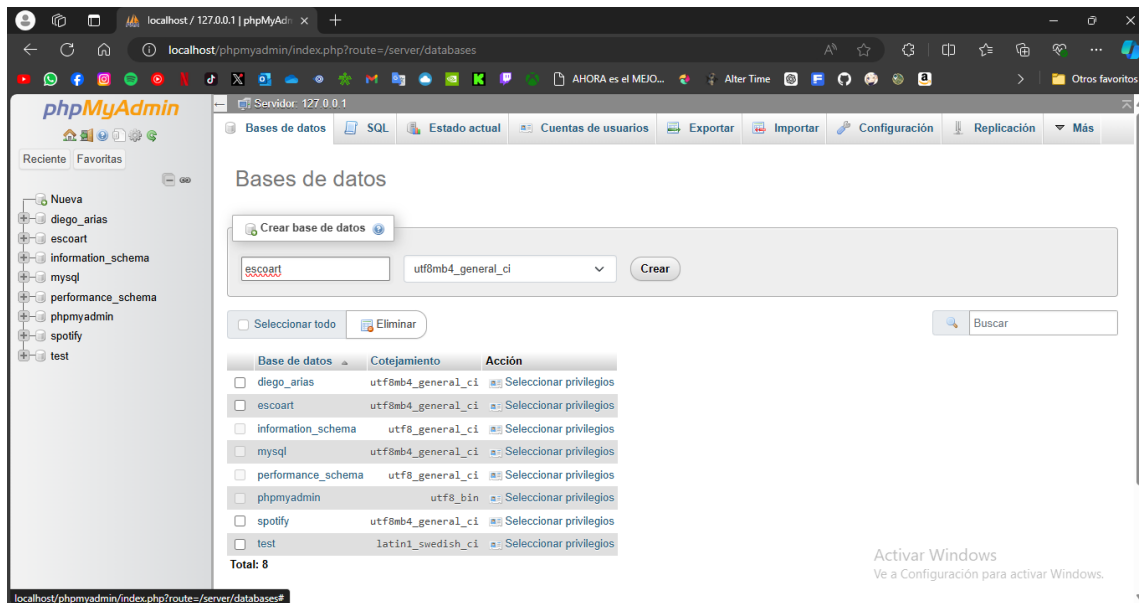 localhost / 127.0.0.1 | phpMyAdn
localhost/phpmyadmin/index.php?route=/server/databases
AHORA es el MEJO...
Alter Time
Otros favoritos
phpMyAdmin
Reciente Favoritas
Nueva
diego_arias
escoart
information_schema
mysql
performance_schema
phpmyadmin
spotify
test
Servidor: 127.0.0.1
Bases de datos SQL Estado actual Cuentas de usuarios Exportar Importar Configuración Replicación Más
Bases de datos
Crear base de datos
escoart utf8mb4_general_ci Crear
Seleccionar todo Eliminar Buscar
Base de datos Cotejamiento Acción
diego_arias utf8mb4_general_ci Seleccionar privilegios
escoart utf8mb4_general_ci Seleccionar privilegios
information_schema utf8_general_ci Seleccionar privilegios
mysql utf8mb4_general_ci Seleccionar privilegios
performance_schema utf8_general_ci Seleccionar privilegios
phpmyadmin utf8_bin Seleccionar privilegios
spotify utf8mb4_general_ci Seleccionar privilegios
test latin1_swedish_ci Seleccionar privilegios
Total: 8
Activar Windows
Ve a Configuración para activar Windows.
localhost/phpmyadmin/index.php?route=/server/databases#